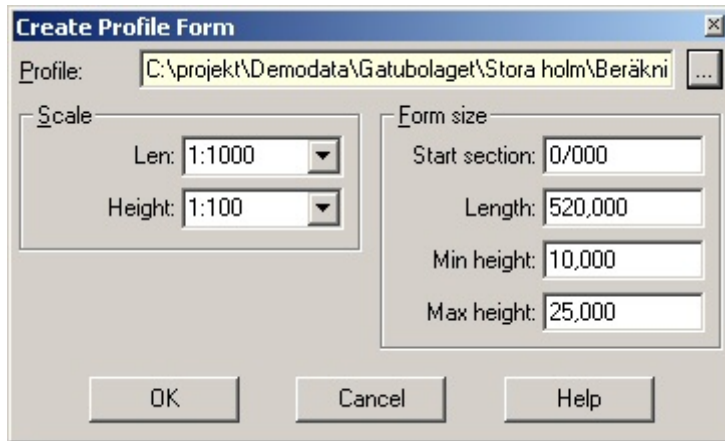 Create Profile Form
Profile: C:\projekt\Demodata\Gatubolaget\Stora holm\Beräkni ...
Scale
Len: 1:1000
Height: 1:100
Form size
Start section: 0/000
Length: 520,000
Min height: 10,000
Max height: 25,000
OK Cancel Help